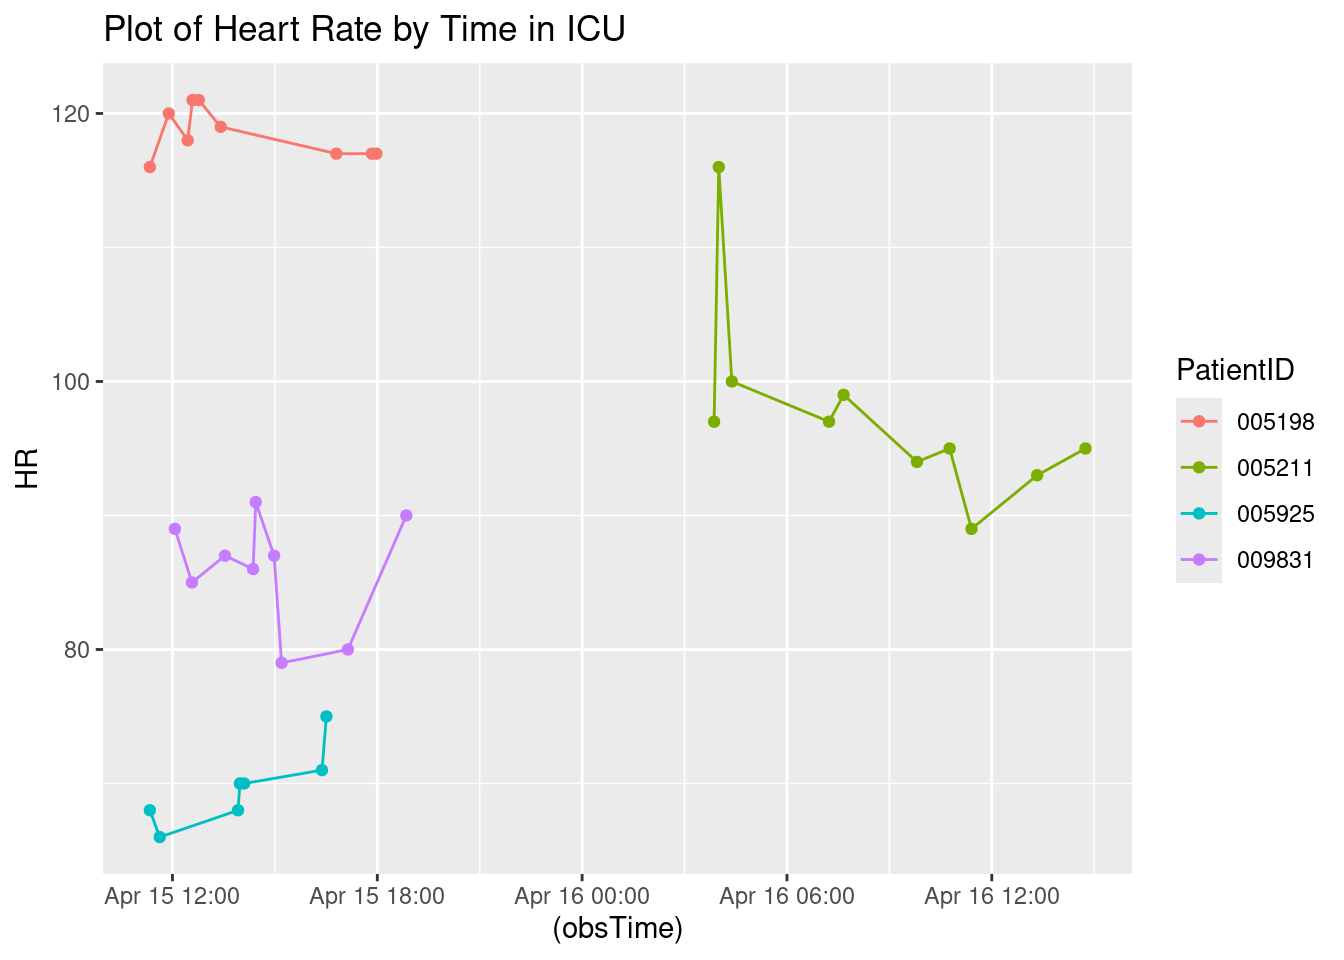 Plot of Heart Rate by Time in ICU
120
100
80
HR
Apr 15 12:00
Apr 15 18:00
Apr 16 00:00
Apr 16 06:00
Apr 16 12:00
(obsTime)
PatientID
005198
005211
005925
009831